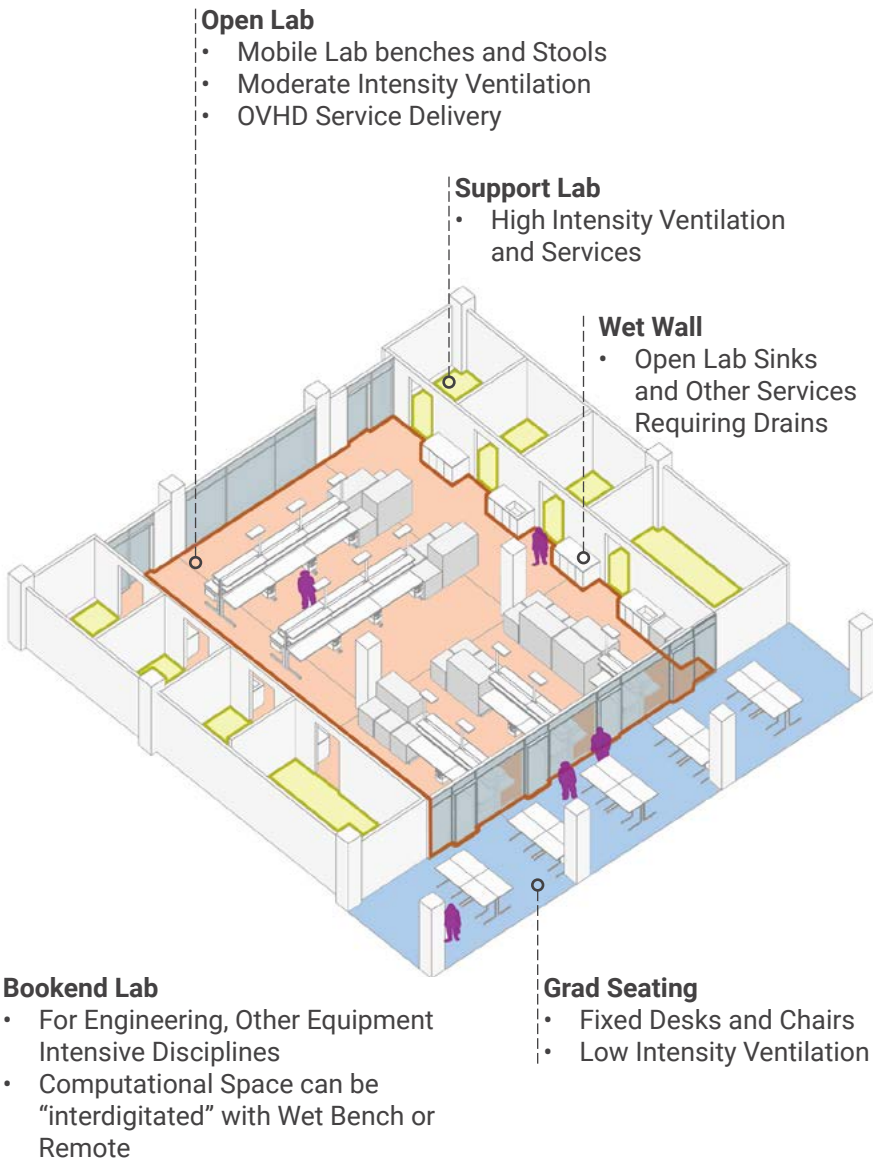 Open Lab
• Mobile Lab benches and Stools
• Moderate Intensity Ventilation
• OVHD Service Delivery
Support Lab
• High Intensity Ventilation
and Services
Wet Wall
• Open Lab Sinks
and Other Services
Requiring Drains
Bookend Lab
• For Engineering, Other Equipment
Intensive Disciplines
• Computational Space can be
“interdigitated” with Wet Bench or
Remote
Grad Seating
• Fixed Desks and Chairs
• Low Intensity Ventilation